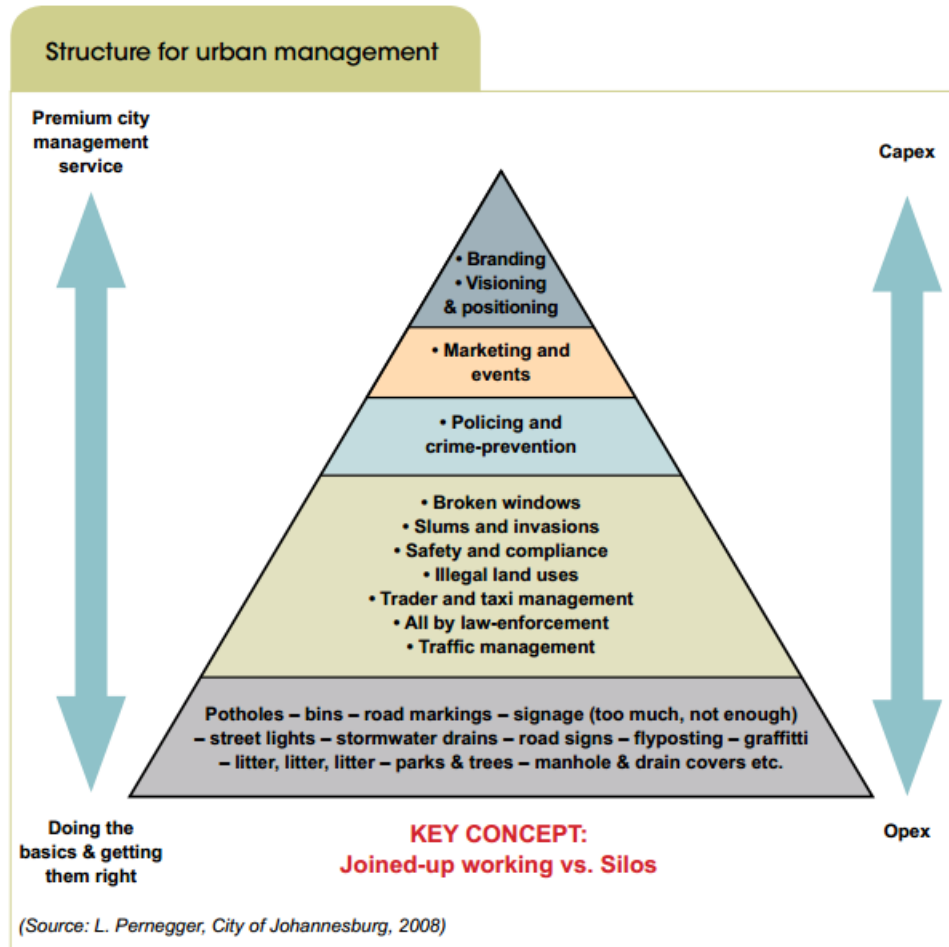 Structure for urban management
Premium city
management
service
Capex
• Branding
• Visioning
& positioning
• Marketing and
events
• Policing and
crime-prevention
• Broken windows
• Slums and invasions
• Safety and compliance
• Illegal land uses
• Trader and taxi management
• All by law-enforcement
• Traffic management
Potholes – bins – road markings – signage (too much, not enough)
– street lights – stormwater drains – road signs – flyposting – graffitti
– litter, litter, litter – parks & trees – manhole & drain covers etc.
Doing the
basics & getting
them right
KEY CONCEPT:
Joined-up working vs. Silos
Opex
(Source: L. Pernegger, City of Johannesburg, 2008)